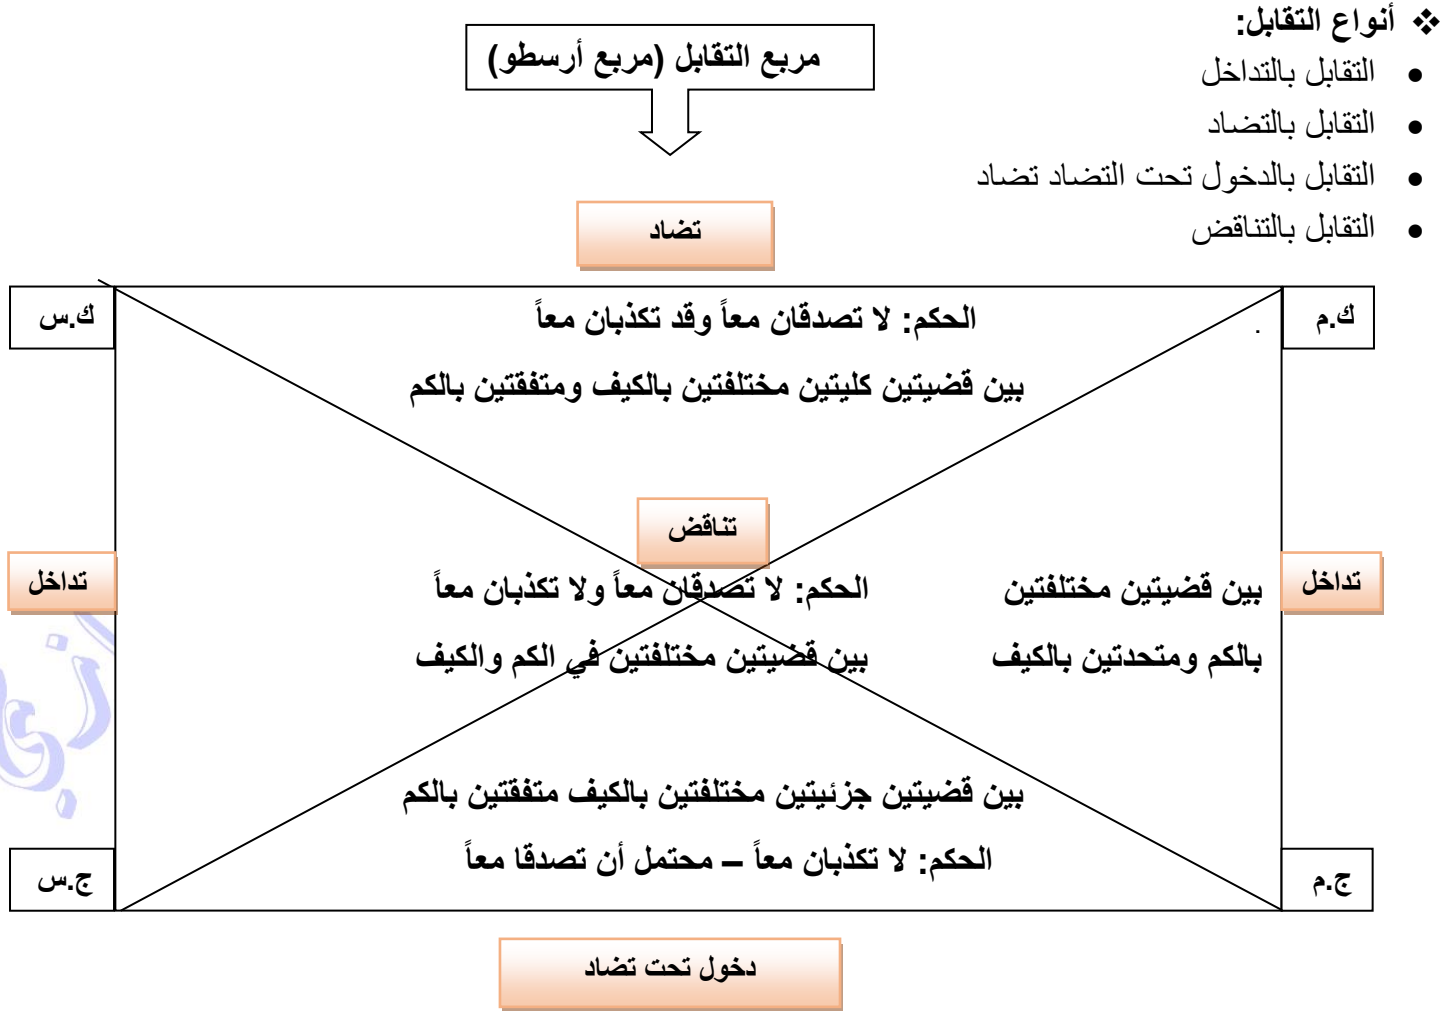 ❖ أنواع التقابل:
• التقابل بالتداخل
• التقابل بالتضاد
• التقابل بالدخول تحت التضاد تضاد
• التقابل بالتناقض
مربع التقابل (مربع أرسطو)
تضاد
ك.م
ك.س
الحكم: لا تصدقان معاً وقد تكذبان معاً
.
بين قضيتين كليتين مختلفتين بالكيف ومتفقتين بالكم
تناقض
تداخل
بين قضيتين مختلفتين
بالكم ومتحدتين بالكيف
الحكم: لا تصدقان معاً ولا تكذبان معاً
بين قضيتين مختلفتين في الكم والكيف
تداخل
بين قضيتين جزئيتين مختلفتين بالكيف متفقتين بالكم
الحكم: لا تكذبان معاً – محتمل أن تصدقا معاً
ج.م
ج.س
دخول تحت تضاد